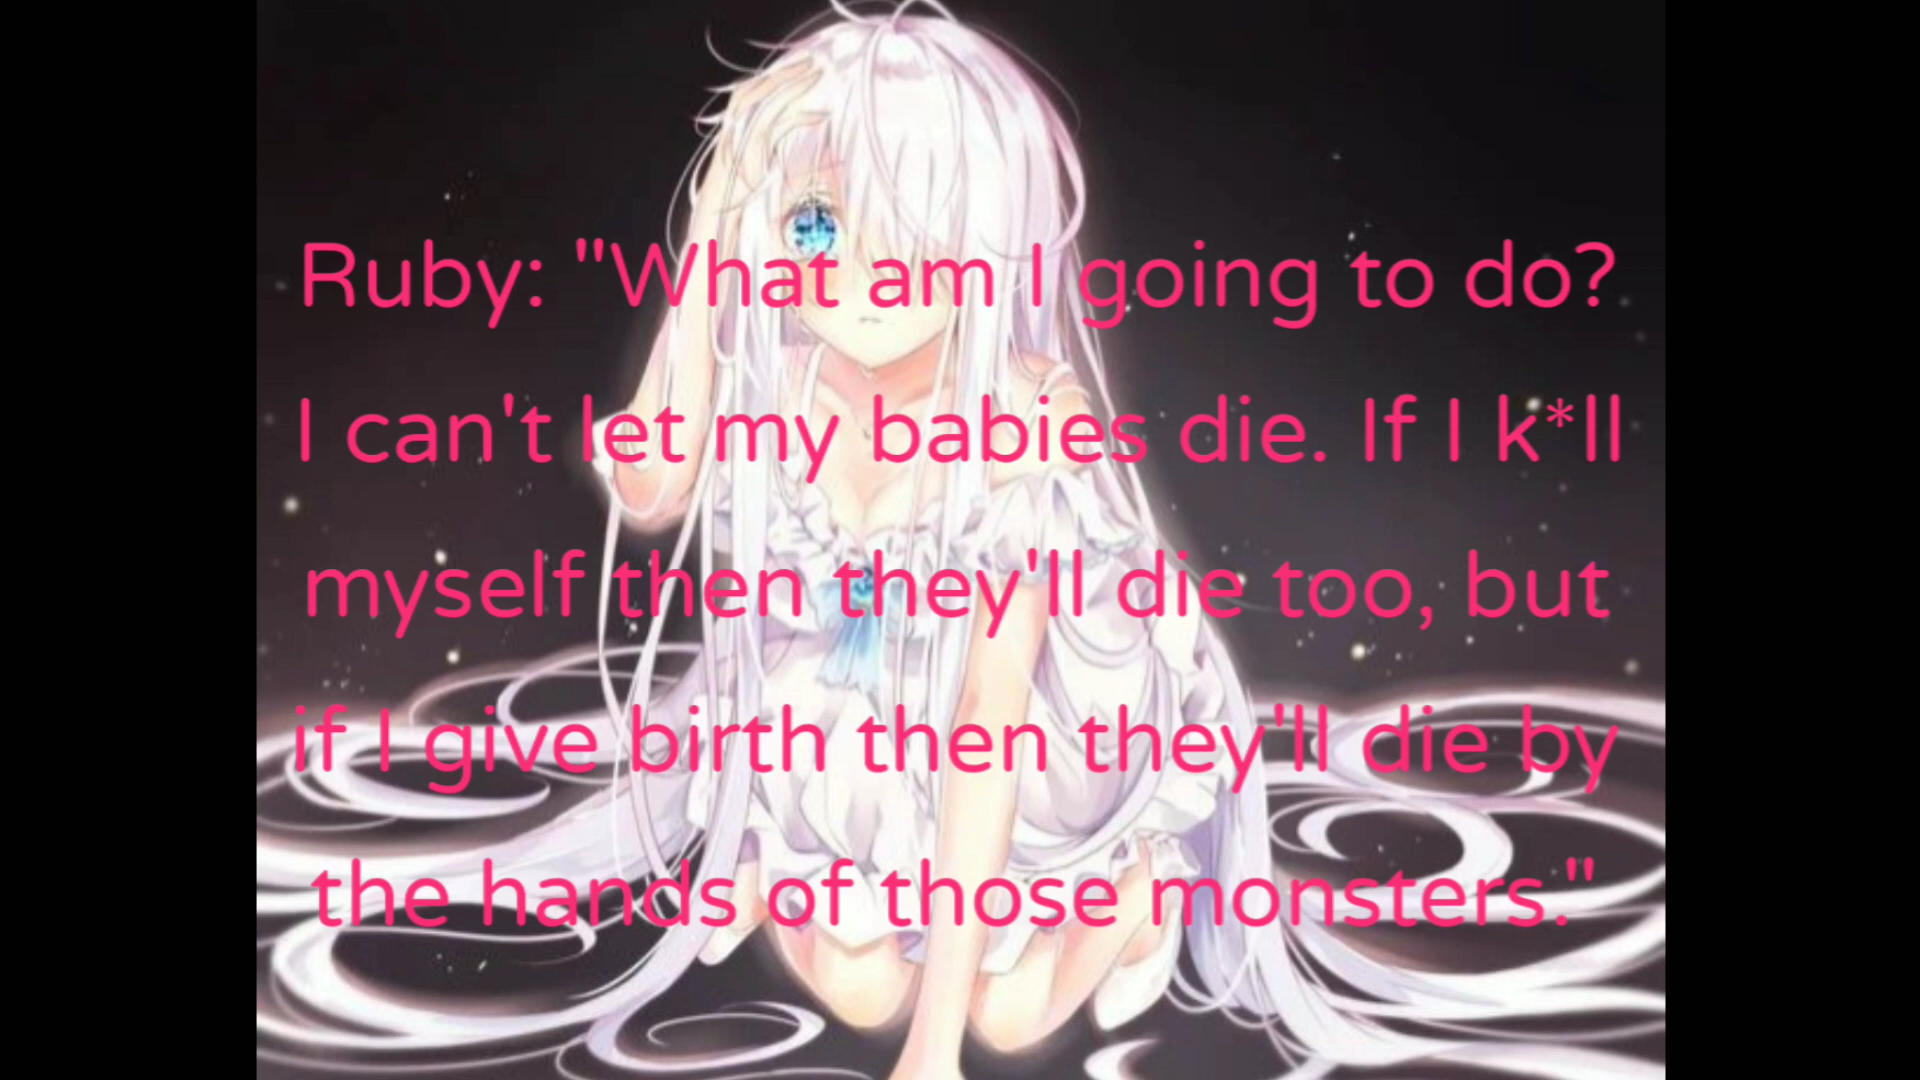 Ruby: "What am I going to do?
I can't let my babies die. If I k*ll
myself then they'll die too, but
if I give birth then they'll die by
the hands of those monsters."